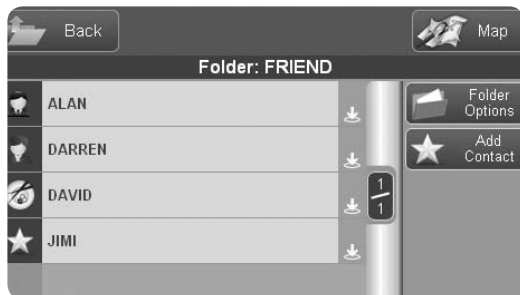 Back
Map
Folder: FRIEND
ALAN
DARREN
DAVID
JIMI
1
1
Folder
Options
Add
Contact